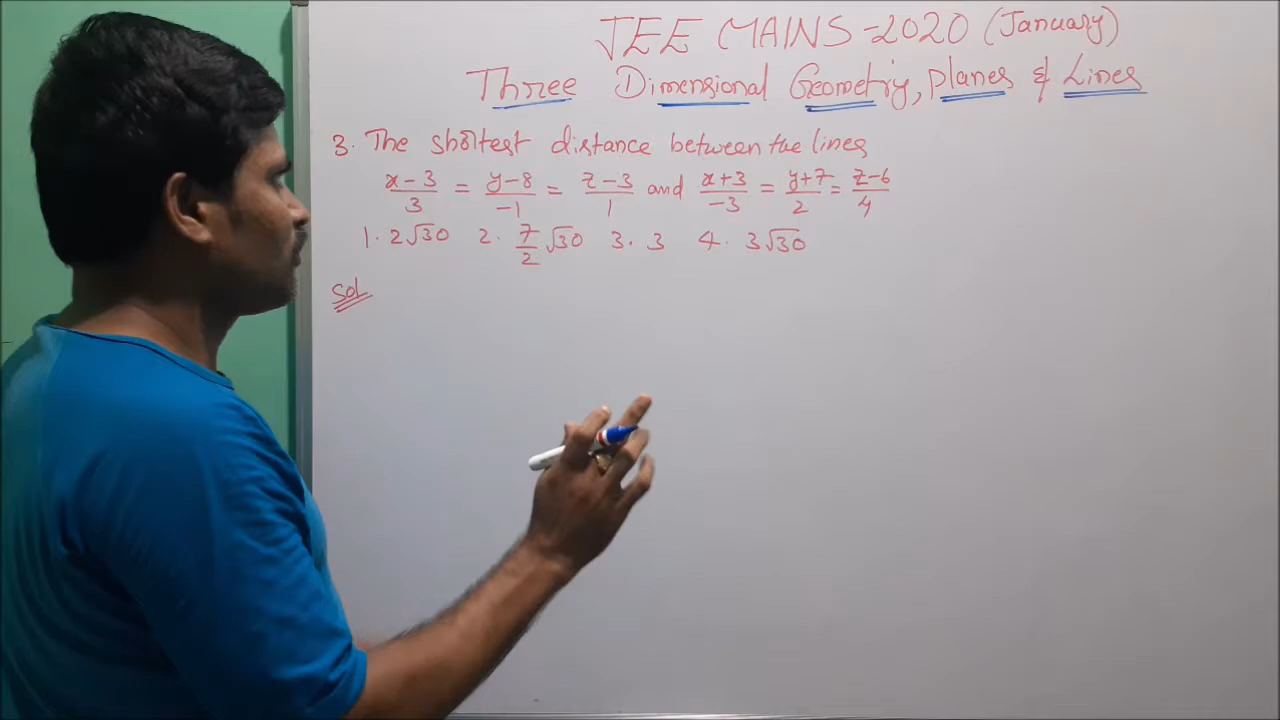 JEE MAINS-2020 (January)
Three Dimensional Geometry, planes & Lines
3. The shortest distance between the lines
x-3/3 = y-8/-1 = z-3/1 and x+3/-3 = y+7/2 = z-6/4
1. 2√30 2. 7/2 √30 3. 3 4. 3√30
Sol